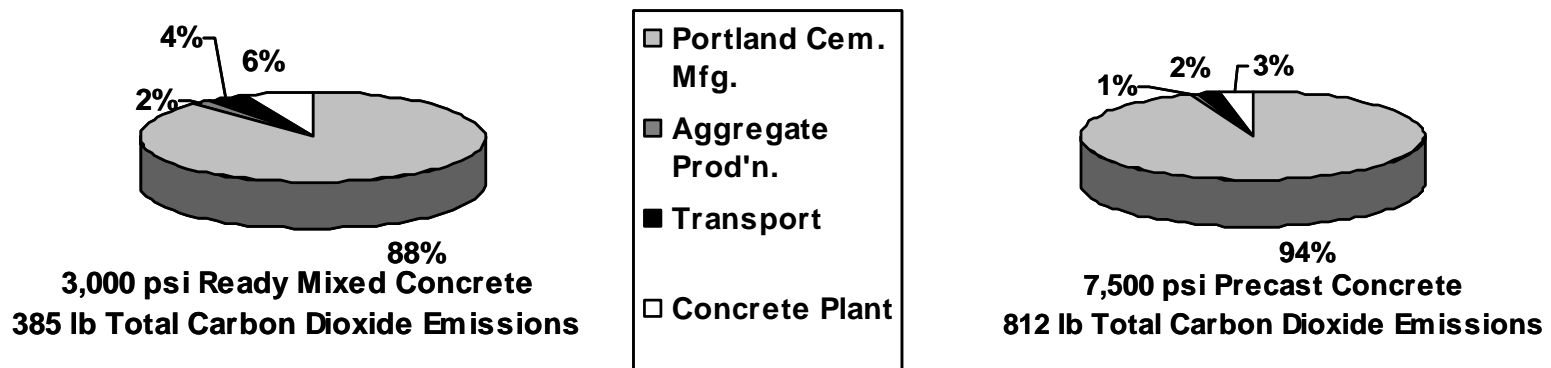 4%
6%
2%
88%
3,000 psi Ready Mixed Concrete
385 lb Total Carbon Dioxide Emissions
Portland Cem.
Mfg.
Aggregate
Prod'n.
Transport
Concrete Plant
2%
3%
1%
94%
7,500 psi Precast Concrete
812 lb Total Carbon Dioxide Emissions